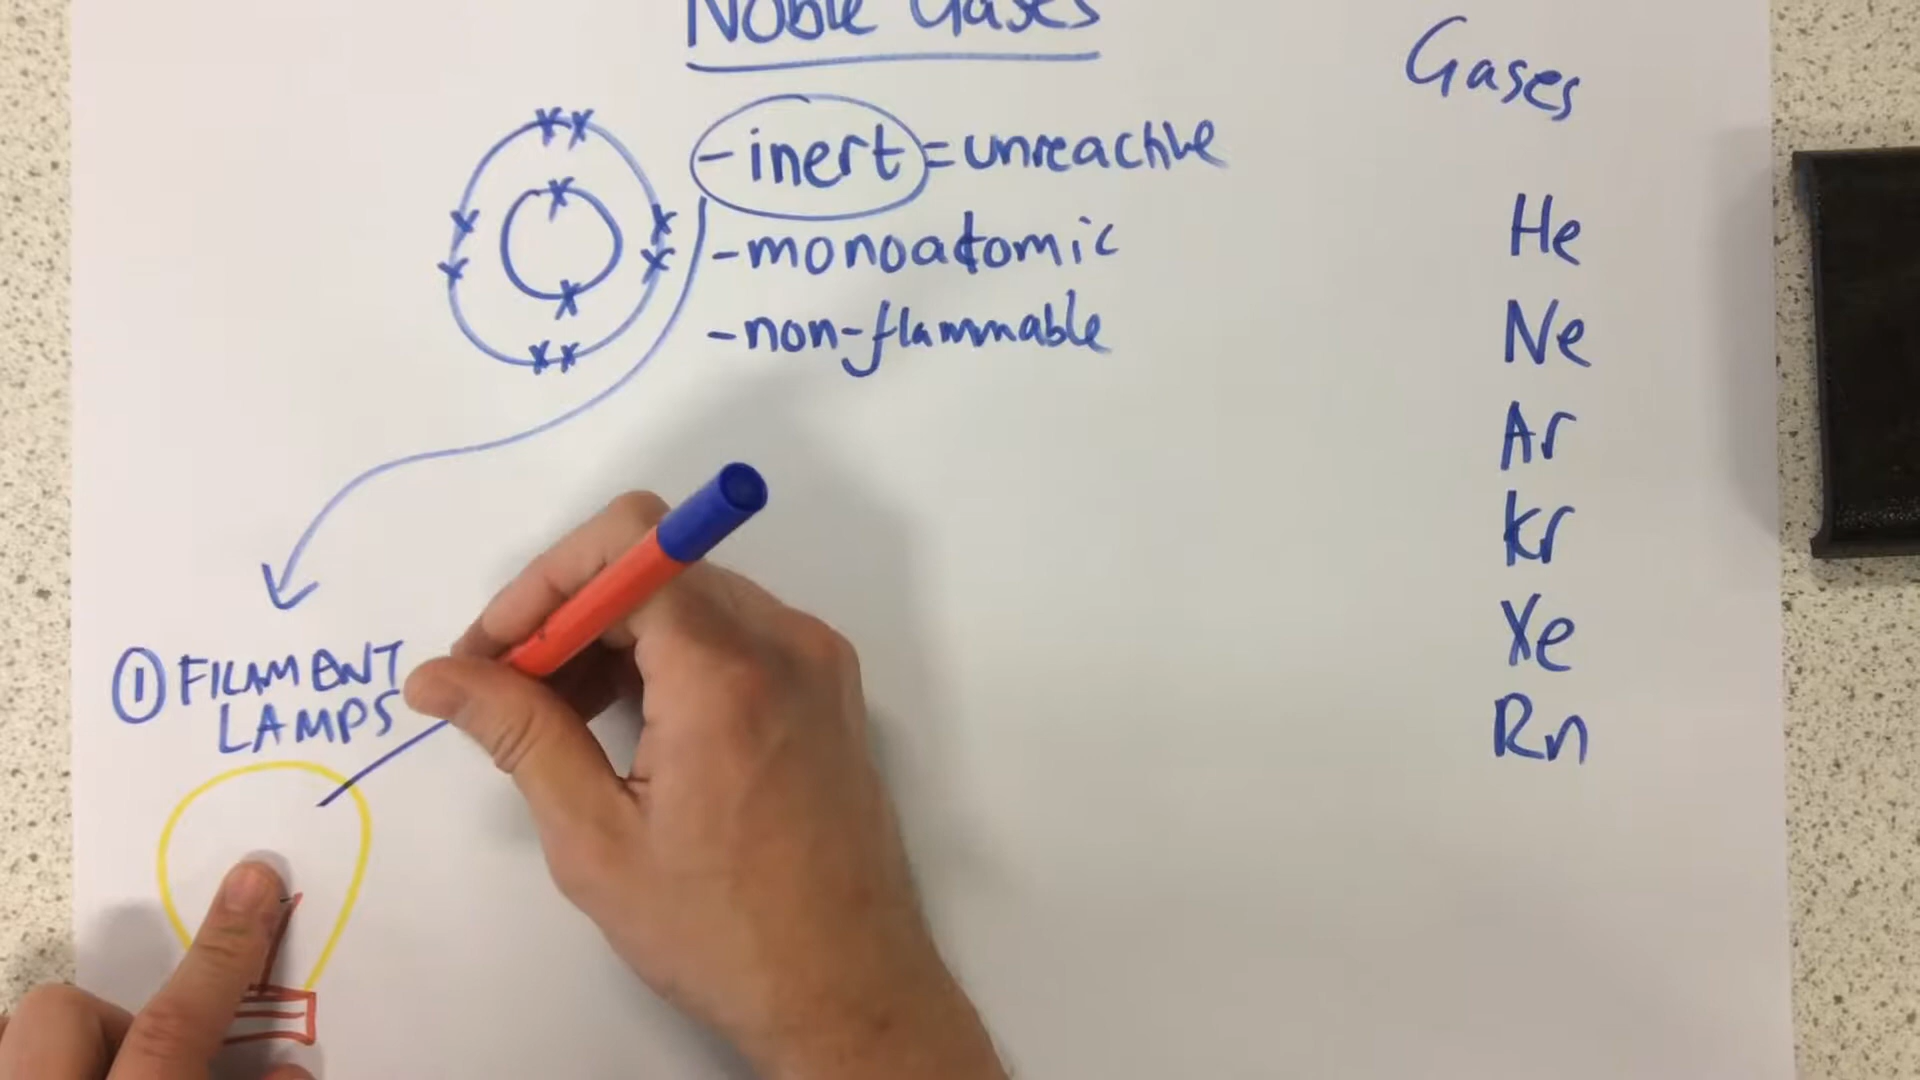 Noble Gases
-inert = unreactive
-monoatomic
-non-flammable
① FILAMENT
LAMPS
Gases
He
Ne
Ar
Kr
Xe
Rn